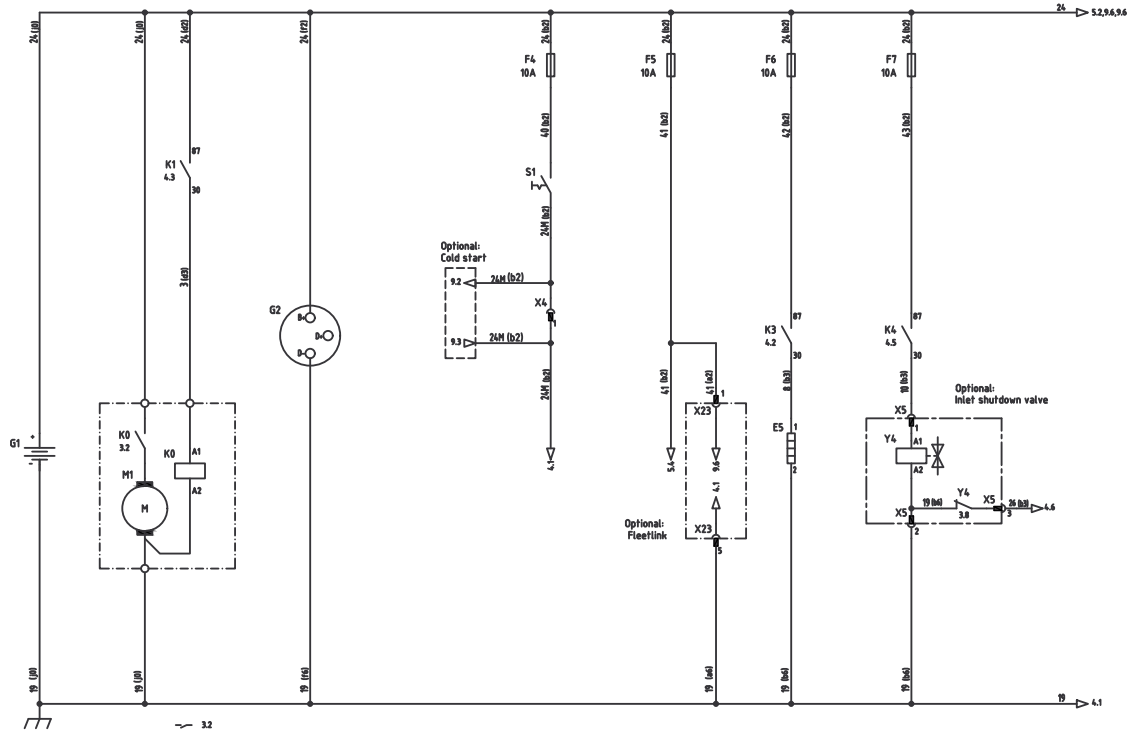 24
5.2,9.6,9.6
24 (J0)
24 (J0)
24 (d2)
24 (f2)
24 (b2)
24 (b2)
24 (b2)
24 (b2)
F4
10A
F5
10A
F6
10A
F7
10A
40 (b2)
41 (b2)
42 (b2)
43 (b2)
K1
4.3
87
30
S1
24M (b2)
3 (d3)
Optional:
Cold start
9.2
24M (b2)
X4
1
9.3
24M (b2)
G2
B+
D+
D-
K3
4.2
87
30
K4
4.5
87
30
24M (b2)
41 (b2)
41 (a2)
1
8 (b3)
10 (b3)
Optional:
Inlet shutdown valve
X23
X5
1
K0
3.2
K0
A1
A2
G1
+
-
M1
M
E5
1
2
Y4
A1
A2
4.1
5.4
9.6
4.1
19 (b6)
Y4
3.8
X5
3
26 (b3)
4.6
X5
2
Optional:
Fleetlink
X23
5
19 (J0)
19 (J0)
19 (f6)
19 (a6)
19 (b6)
19 (b6)
19
4.1
3.2